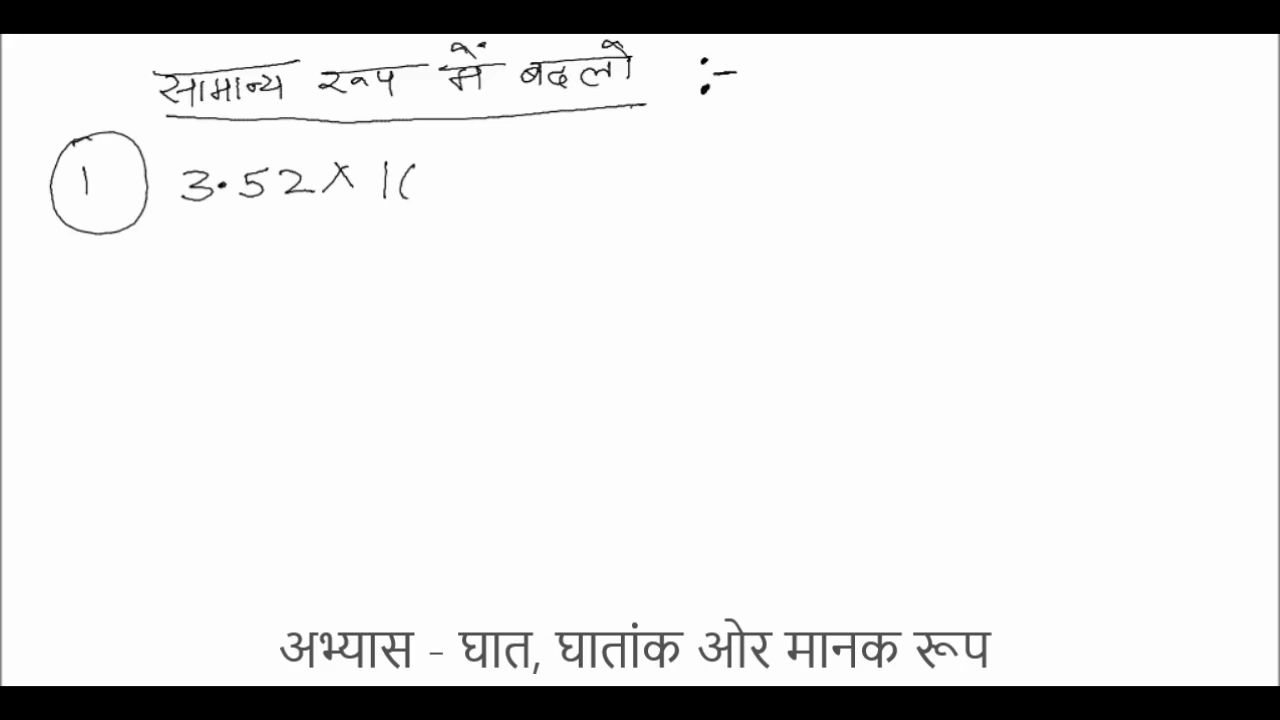 सामान्य रूप में बदलो :-
1 3.52 × 1(
अभ्यास - घात, घातांक ओर मानक रूप